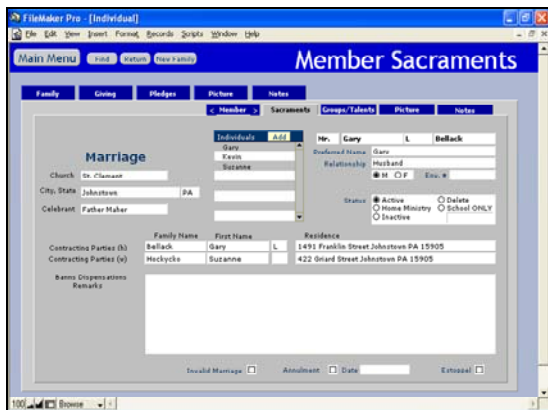 FileMaker Pro - [Individual]
File Edit View Insert Format Records Scripts Window Help
Main Menu Find Return New Family Member Sacraments
Family Giving Pledges Picture Notes
< Member > Sacraments Groups/Talents Picture Notes
Individuals Add
Gary
Kevin
Suzanne
Mr. Gary L Bellack
Preferred Name Gary
Relationship Husband
M F Env. #
Marriage
Church St. Clement
City, State Johnstown PA
Celebrant Father Maher
Status Active Delete
Home Ministry School ONLY
Inactive
Family Name First Name Residence
Contracting Parties (h) Bellack Gary L 1491 Franklin Street Johnstown PA 15905
Contracting Parties (w) Hockycko Suzanne 422 Griard Street Johnstown PA 15905
Banns Dispensations
Remarks
Invalid Marriage Annulment Date Estoppel
100 Browse